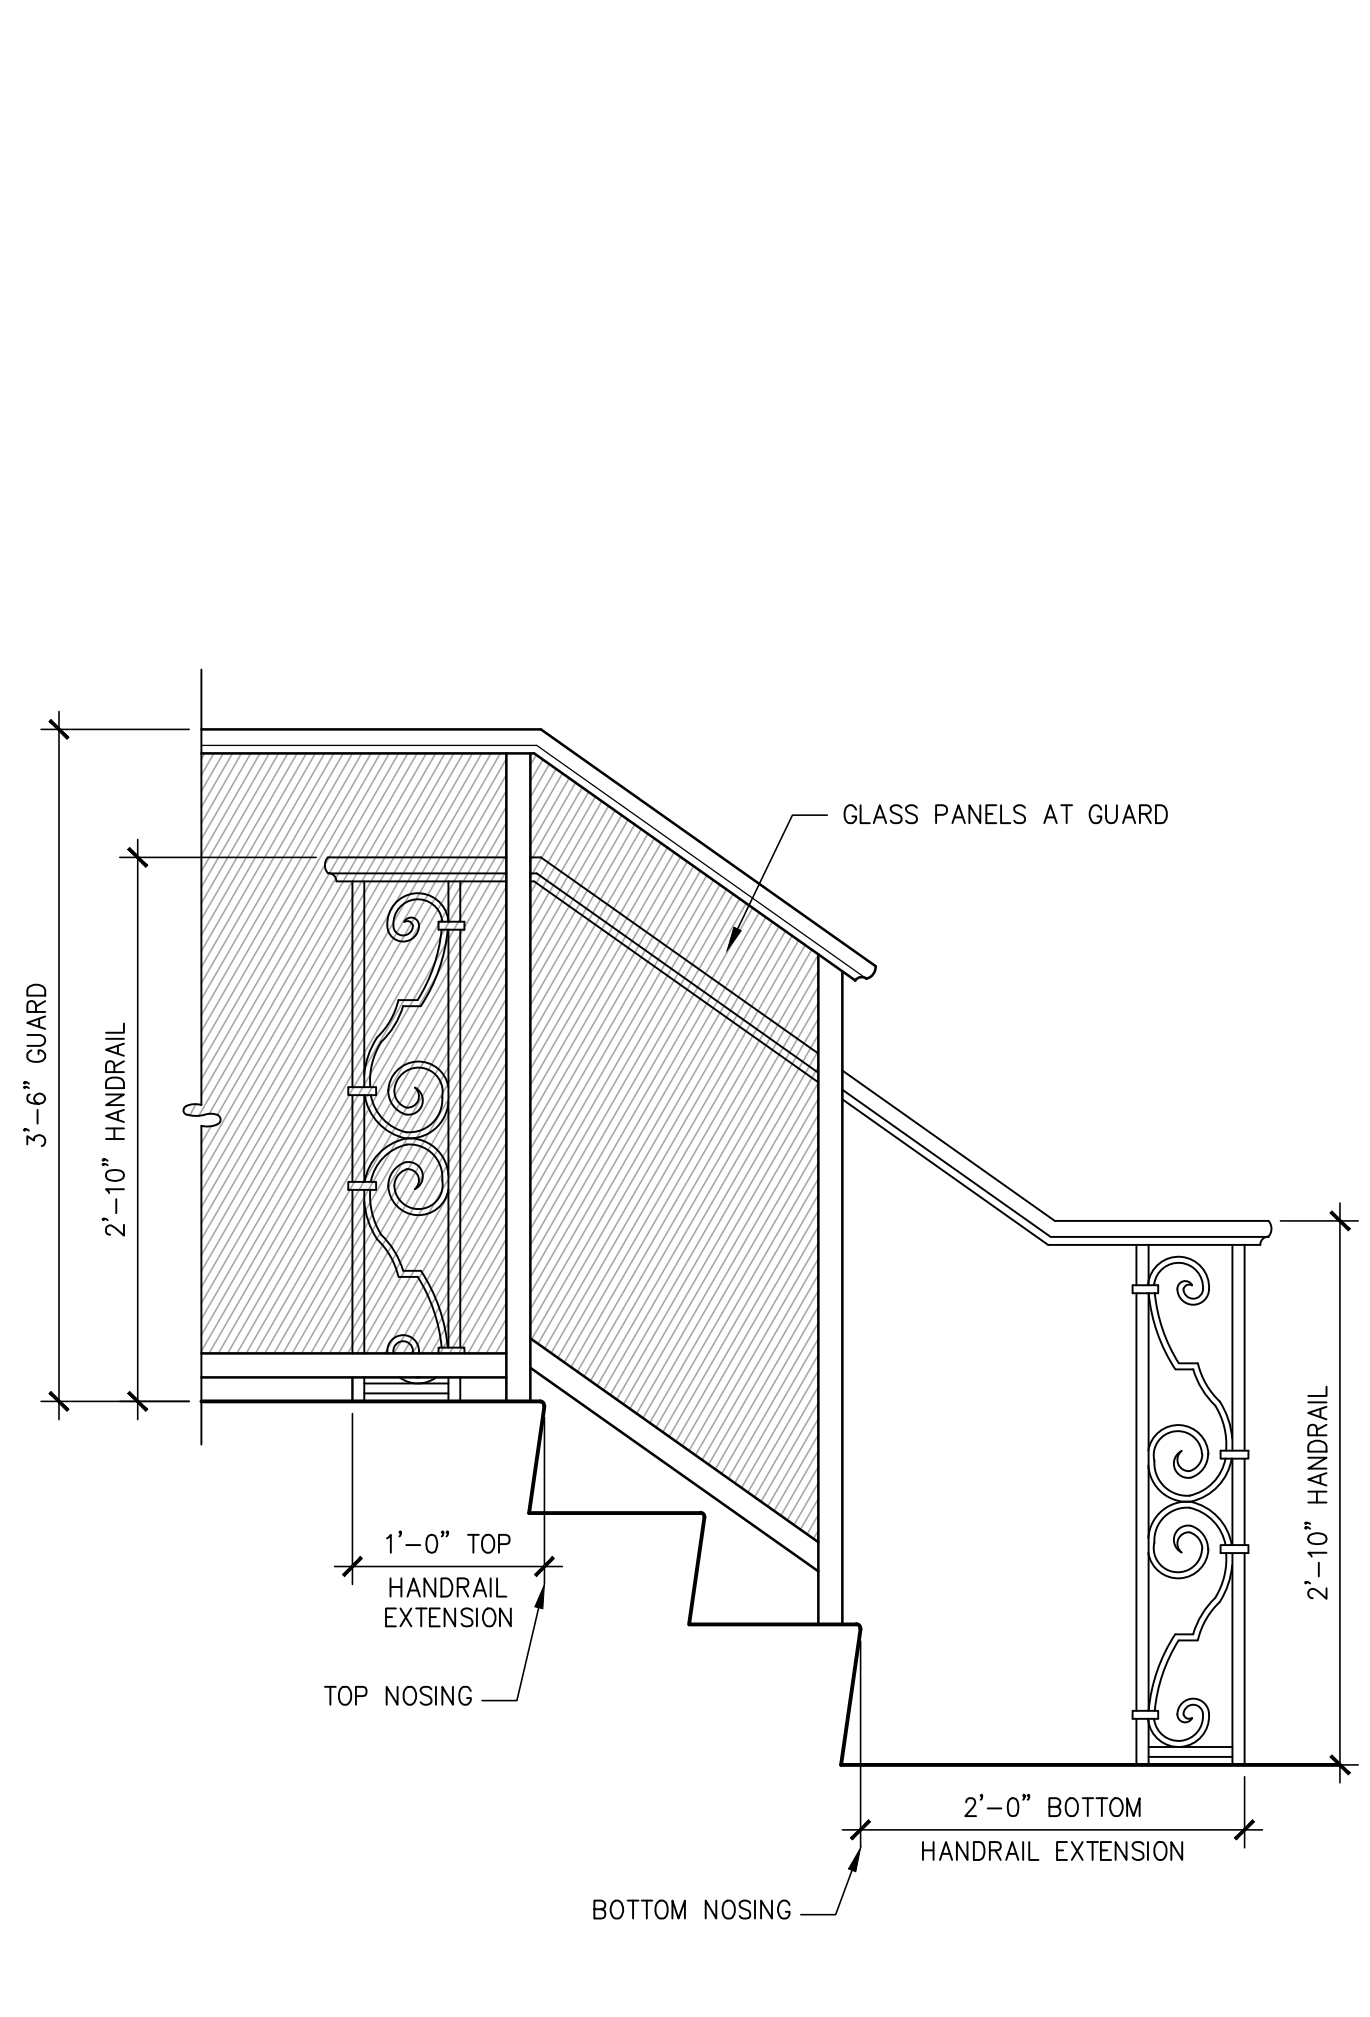 GLASS PANELS AT GUARD
3'-6" GUARD
2'-10" HANDRAIL
1'-0" TOP
HANDRAIL
EXTENSION
TOP NOSING
2'-10" HANDRAIL
2'-0" BOTTOM
HANDRAIL EXTENSION
BOTTOM NOSING